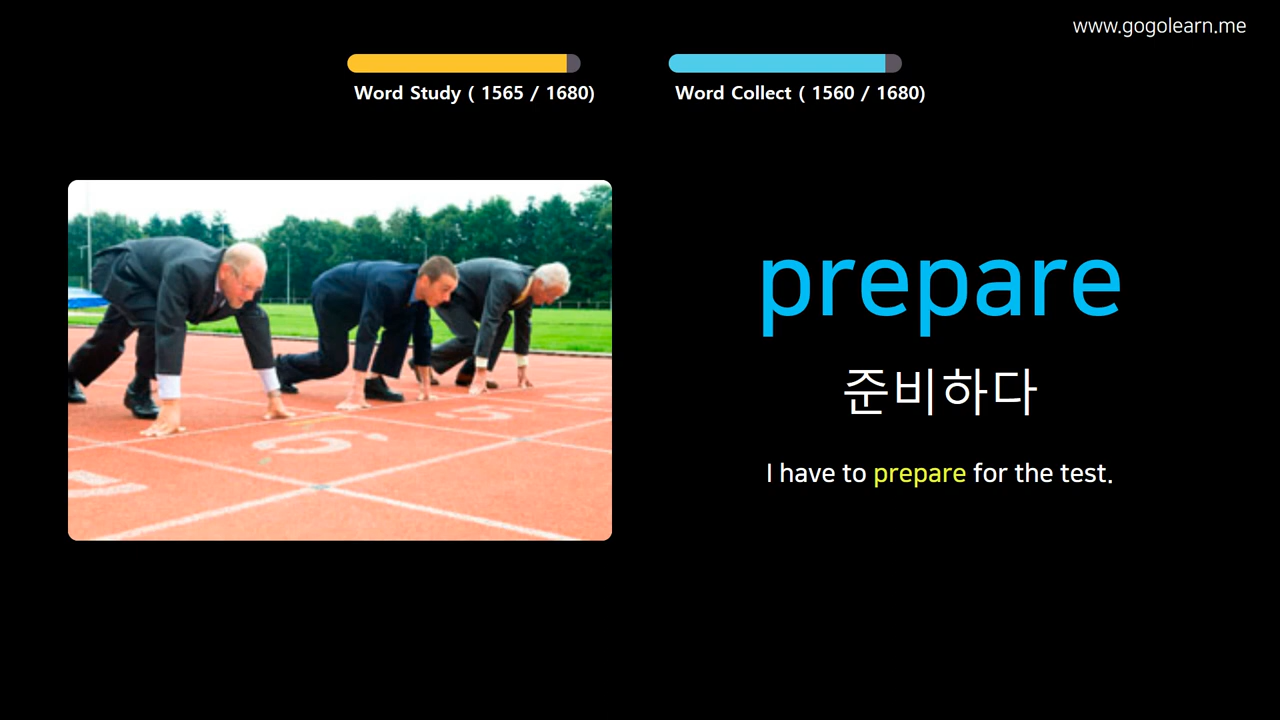 www.gogolearn.me
Word Study ( 1565 / 1680)
Word Collect ( 1560 / 1680)
prepare
준비하다
I have to prepare for the test.